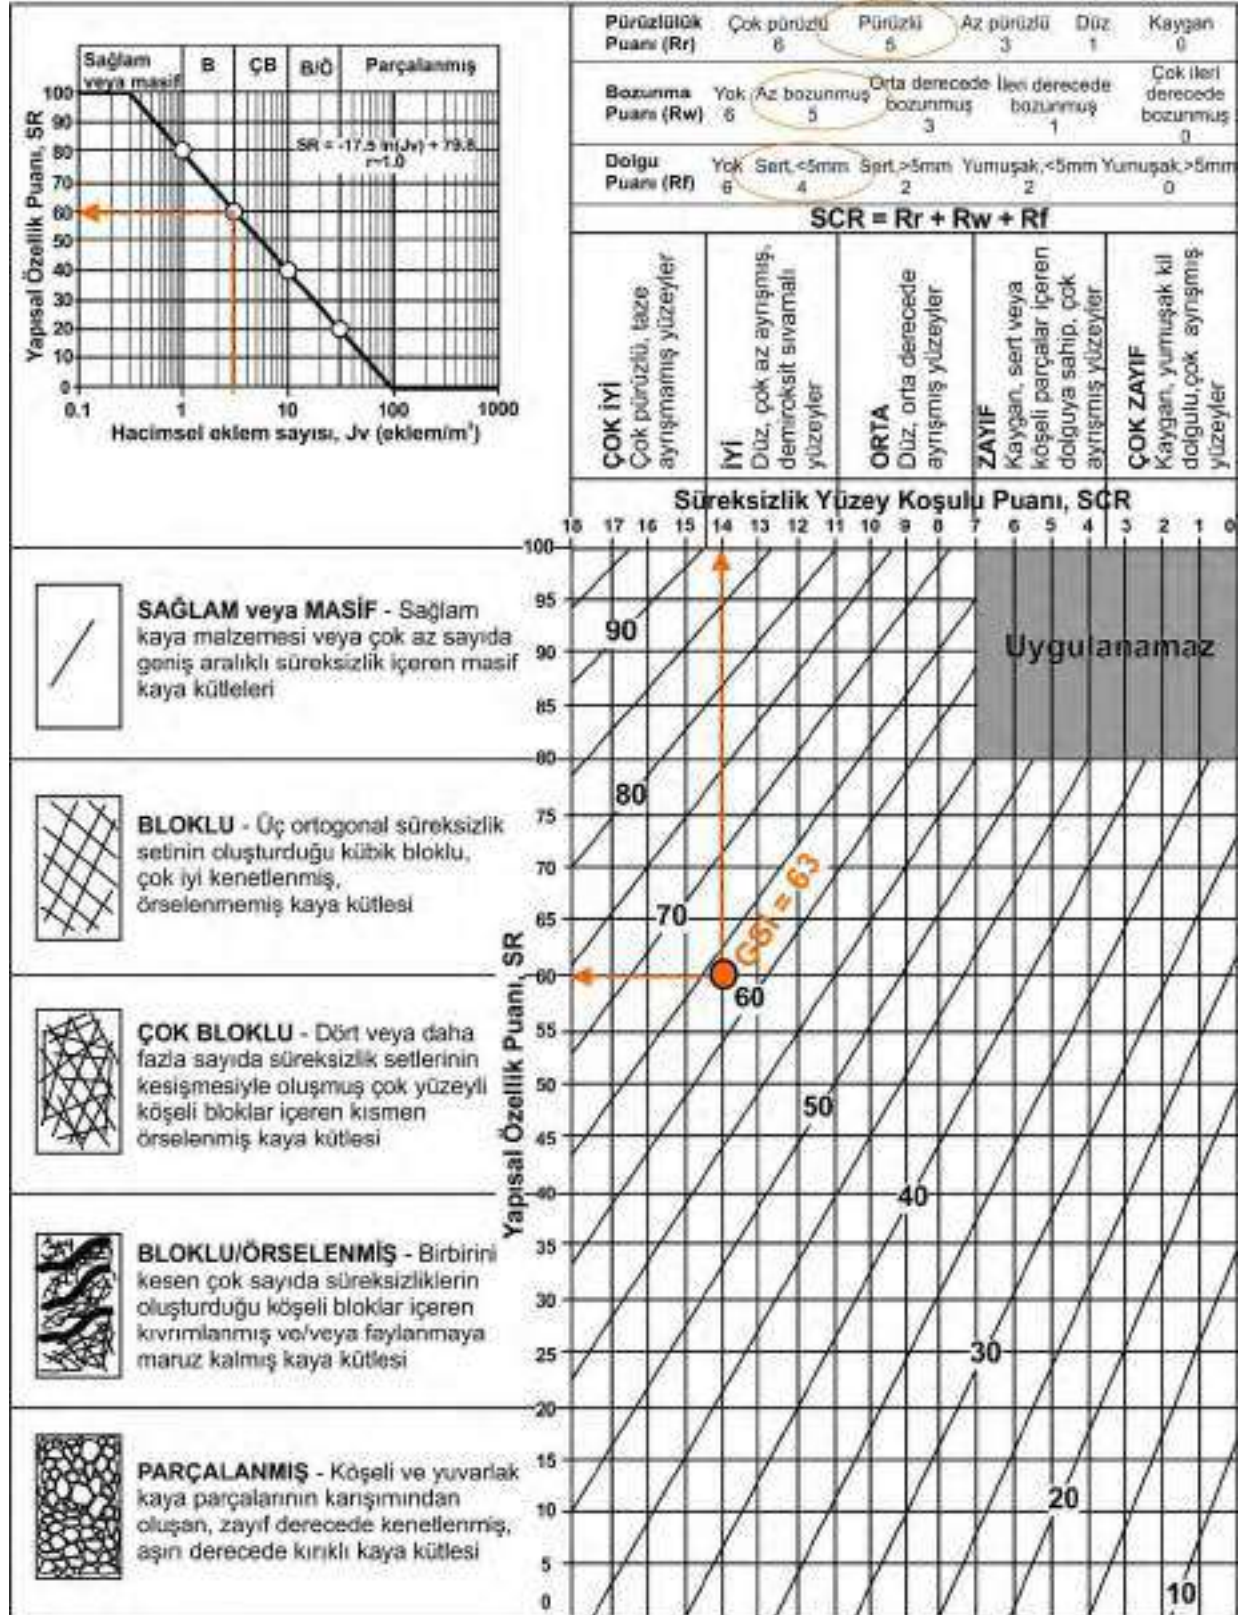 Sağlam
veya masif
B
ÇB
B/Ö
Parçalanmış
SR = -17.5 ln(Jv) + 79.8
r~1.0
Yapısal Özellik Puanı, SR
100
90
80
70
60
50
40
30
20
10
0
0.1 1 10 100 1000
Hacimsel eklem sayısı, Jv (eklem/m³)
Pürüzlülük
Puanı (Rr)
Çok pürüzlü
6
Pürüzlü
5
Az pürüzlü
3
Düz
1
Kaygan
0
Bozunma
Puanı (Rw)
Yok
6
Az bozunmuş
5
Orta derecede
bozunmuş
3
İleri derecede
bozunmuş
1
Çok ileri
derecede
bozunmuş
0
Dolgu
Puanı (Rf)
Yok
6
Sert,<5mm
4
Sert,>5mm
2
Yumuşak,<5mm
2
Yumuşak,>5mm
0
SCR = Rr + Rw + Rf
ÇOK İYİ
Çok pürüzlü, taze
ayrışmamış yüzeyler
İYİ
Düz, çok az ayrışmış,
demiroksit sıvamalı
yüzeyler
ORTA
Düz, orta derecede
ayrışmış yüzeyler
ZAYIF
Kaygan, sert veya
köşeli parçalar içeren
dolguya sahip, çok
ayrışmış yüzeyler
ÇOK ZAYIF
Kaygan, yumuşak kil
dolgulu,çok ayrışmış
yüzeyler
Süreksizlik Yüzey Koşulu Puanı, SCR
18 17 16 15 14 13 12 11 10 9 8 7 6 5 4 3 2 1 0
SAĞLAM veya MASİF - Sağlam
kaya malzemesi veya çok az sayıda
geniş aralıklı süreksizlik içeren masif
kaya kütleleri
BLOKLU - Üç ortogonal süreksizlik
setinin oluşturduğu kübik bloklu,
çok iyi kenetlenmiş,
örselenmemiş kaya kütlesi
ÇOK BLOKLU - Dört veya daha
fazla sayıda süreksizlik setlerinin
kesişmesiyle oluşmuş çok yüzeyli
köşeli bloklar içeren kısmen
örselenmiş kaya kütlesi
BLOKLU/ÖRSELENMİŞ - Birbirini
kesen çok sayıda süreksizliklerin
oluşturduğu köşeli bloklar içeren
kıvrımlanmış ve/veya faylanmaya
maruz kalmış kaya kütlesi
PARÇALANMIŞ - Köşeli ve yuvarlak
kaya parçalarının karışımından
oluşan, zayıf derecede kenetlenmiş,
aşırı derecede kırıklı kaya kütlesi
Yapısal Özellik Puanı, SR
100
95
90
85
80
75
70
65
60
55
50
45
40
35
30
25
20
15
10
5
0
Uygulanamaz
90
80
70
GSI = 63
60
50
40
30
20
10